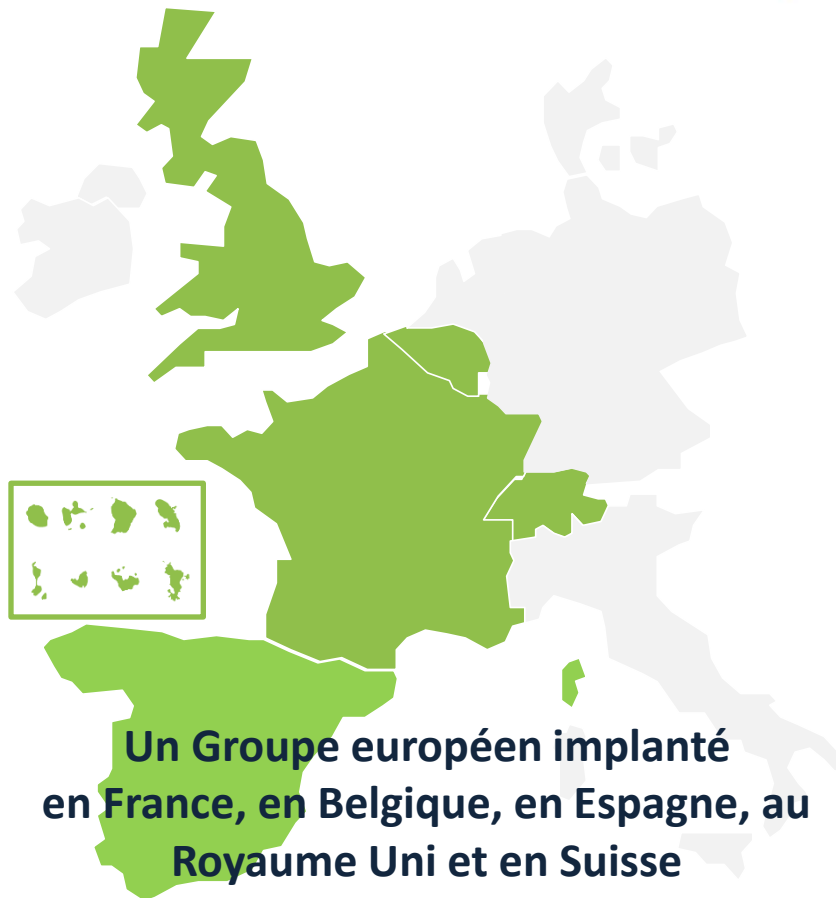 Un Groupe européen implanté
en France, en Belgique, en Espagne, au
Royaume Uni et en Suisse